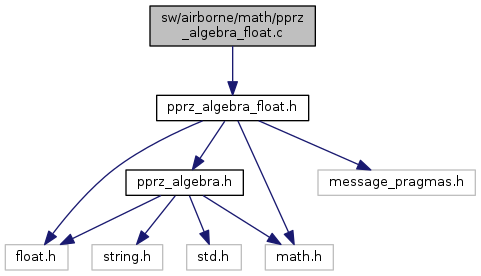 sw/airborne/math/pprz
_algebra_float.c
pprz_algebra_float.h
pprz_algebra.h
message_pragmas.h
float.h
string.h
std.h
math.h